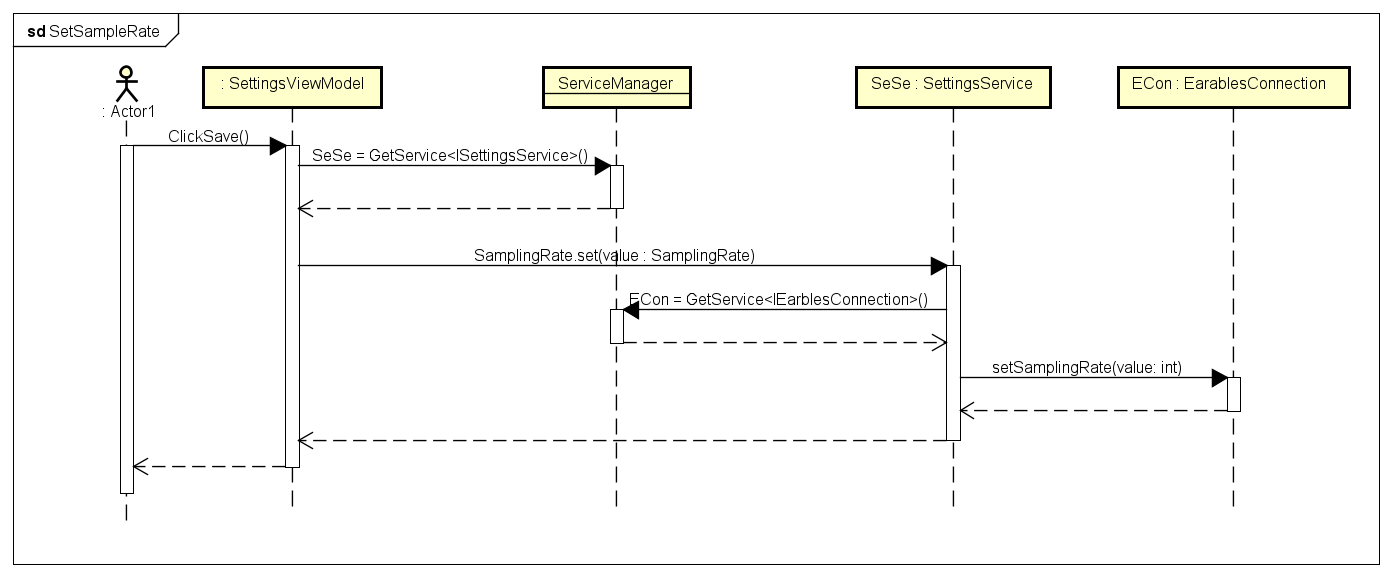 sd SetSampleRate
: Actor1
: SettingsViewModel
ServiceManager
SeSe : SettingsService
ECon : EarablesConnection
ClickSave()
SeSe = GetService<ISettingsService>()
SamplingRate.set(value : SamplingRate)
ECon = GetService<IEarblesConnection>()
setSamplingRate(value: int)